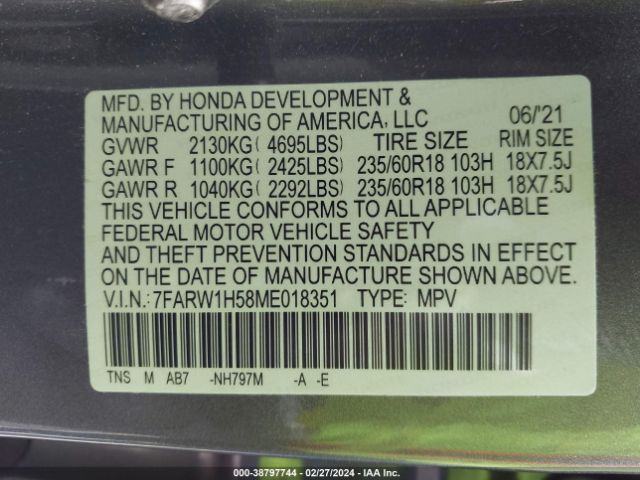 MFD. BY HONDA DEVELOPMENT &
MANUFACTURING OF AMERICA, LLC 06/'21
GVWR 2130KG( 4695LBS) TIRE SIZE RIM SIZE
GAWR F 1100KG( 2425LBS) 235/60R18 103H 18X7.5J
GAWR R 1040KG( 2292LBS) 235/60R18 103H 18X7.5J
THIS VEHICLE CONFORMS TO ALL APPLICABLE
FEDERAL MOTOR VEHICLE SAFETY
AND THEFT PREVENTION STANDARDS IN EFFECT
ON THE DATE OF MANUFACTURE SHOWN ABOVE.
V.I.N.:7FARW1H58ME018351 TYPE: MPV
TNS M AB7 -NH797M -A -E
000-38797744 - 02/27/2024 - IAAI.COM